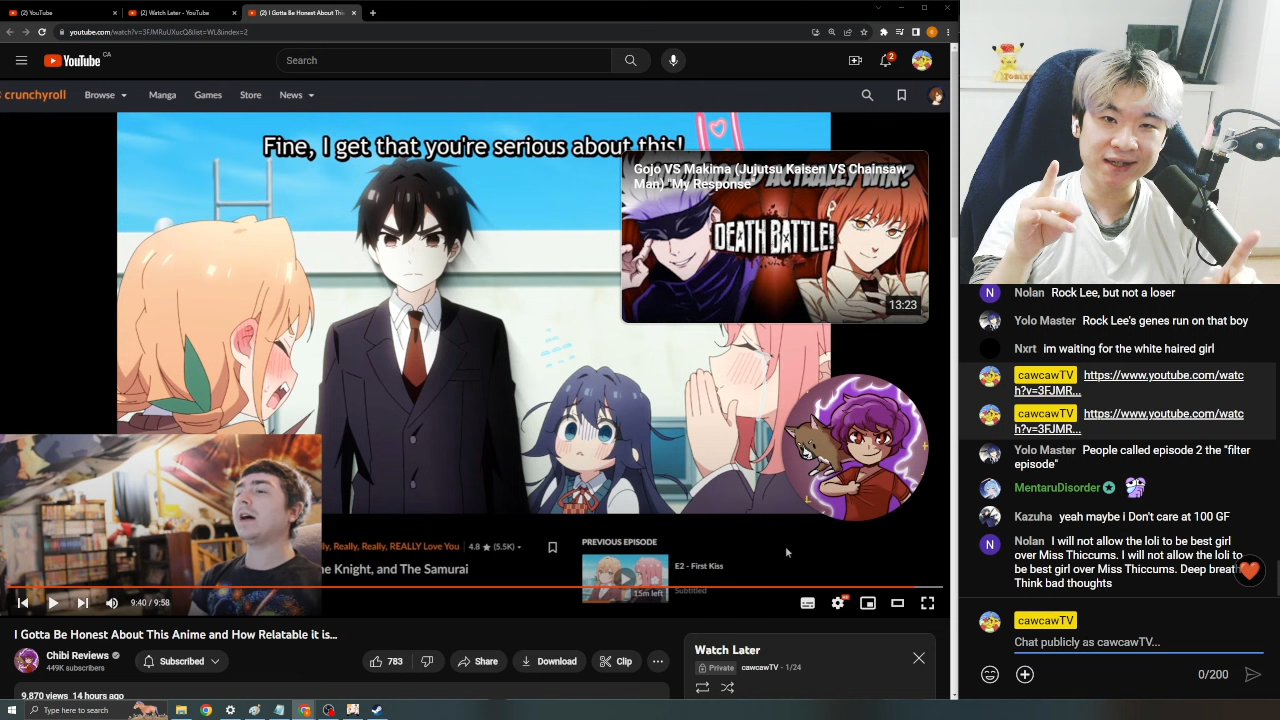 (2) YouTube
(2) Watch Later - YouTube
(2) I Gotta Be Honest About This
youtube.com/watch?v=3FJMRuUXucQ&list=WL&index=2
YouTube CA
Search
2
crunchyroll
Browse
Manga
Games
Store
News
Fine, I get that you're serious about this!
Gojo VS Makima (Jujutsu Kaisen VS Chainsaw
Man) "My Response"
DEATH BATTLE!
13:23
Really, Really, REALLY Love You
4.8 ★ (5.5K)
he Knight, and The Samurai
PREVIOUS EPISODE
E2 - First Kiss
Subtitled
15m left
9:40 / 9:58
I Gotta Be Honest About This Anime and How Relatable it is...
Chibi Reviews
449K subscribers
Subscribed
783
Share
Download
Clip
9,870 views 14 hours ago
Watch Later
Private
cawcawTV - 1/24
Type here to search
Nolan Rock Lee, but not a loser
Yolo Master Rock Lee's genes run on that boy
Nxrt im waiting for the white haired girl
cawcawTV https://www.youtube.com/watc
h?v=3FJMR...
cawcawTV https://www.youtube.com/watc
h?v=3FJMR...
Yolo Master People called episode 2 the "filter
episode"
MentaruDisorder
Kazuha yeah maybe i Don't care at 100 GF
Nolan I will not allow the loli to be best girl
over Miss Thiccums. I will not allow the loli to
be best girl over Miss Thiccums. Deep breath
Think bad thoughts
cawcawTV
Chat publicly as cawcawTV...
0/200